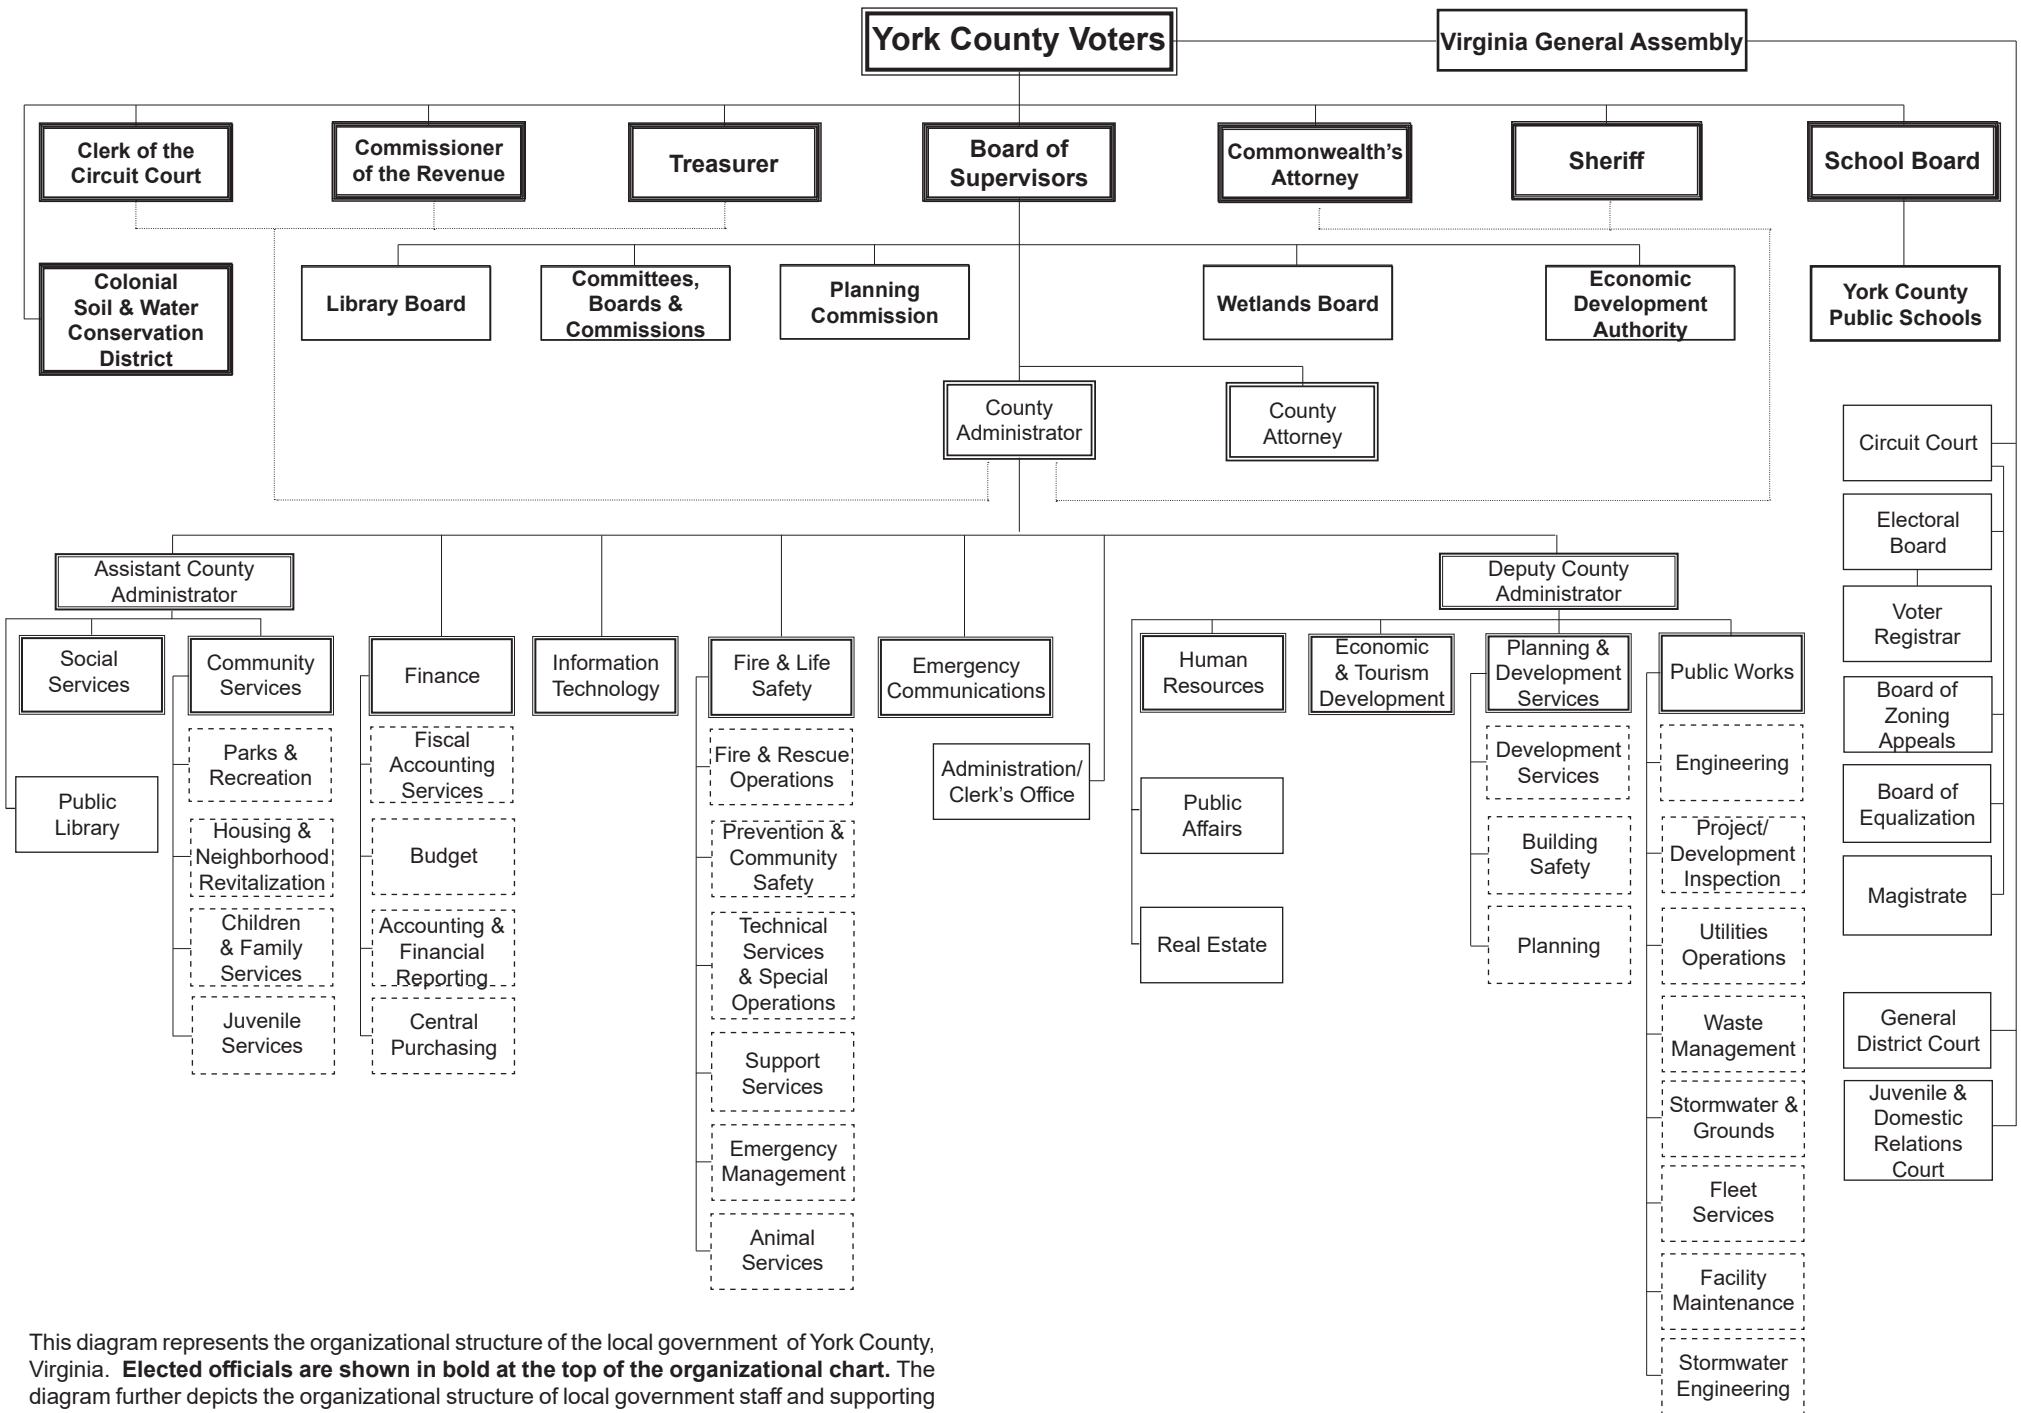 York County Voters
Virginia General Assembly
Clerk of the
Circuit Court
Commissioner
of the Revenue
Treasurer
Board of
Supervisors
Commonwealth’s
Attorney
Sheriff
School Board
Colonial
Soil & Water
Conservation
District
Library Board
Committees,
Boards &
Commissions
Planning
Commission
Wetlands Board
Economic
Development
Authority
York County
Public Schools
County
Administrator
County
Attorney
Circuit Court
Electoral
Board
Voter
Registrar
Board of
Zoning
Appeals
Board of
Equalization
Magistrate
General
District Court
Juvenile &
Domestic
Relations
Court
Assistant County
Administrator
Deputy County
Administrator
Social
Services
Public
Library
Community
Services
Parks &
Recreation
Housing &
Neighborhood
Revitalization
Children
& Family
Services
Juvenile
Services
Finance
Fiscal
Accounting
Services
Budget
Accounting &
Financial
Reporting
Central
Purchasing
Information
Technology
Fire & Life
Safety
Fire & Rescue
Operations
Prevention &
Community
Safety
Technical
Services
& Special
Operations
Support
Services
Emergency
Management
Animal
Services
Emergency
Communications
Administration/
Clerk’s Office
Human
Resources
Public
Affairs
Real Estate
Economic
& Tourism
Development
Planning &
Development
Services
Development
Services
Building
Safety
Planning
Public Works
Engineering
Project/
Development
Inspection
Utilities
Operations
Waste
Management
Stormwater &
Grounds
Fleet
Services
Facility
Maintenance
Stormwater
Engineering
This diagram represents the organizational structure of the local government of York County,
Virginia. Elected officials are shown in bold at the top of the organizational chart. The
diagram further depicts the organizational structure of local government staff and supporting